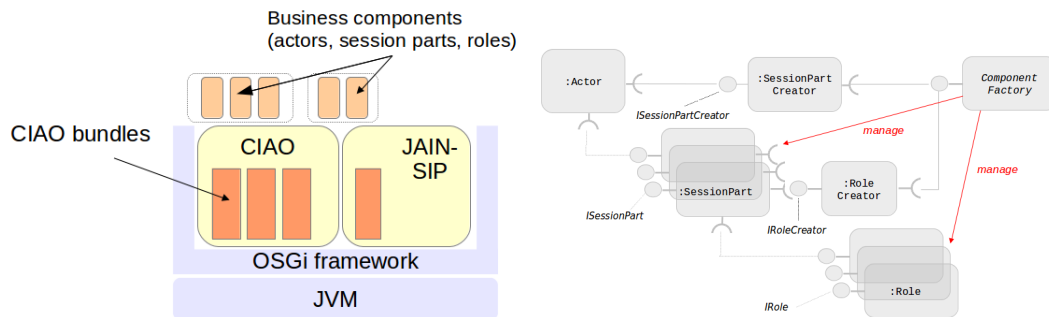 Business components
(actors, session parts, roles)
CIAO bundles
CIAO
JAIN-
SIP
OSGi framework
JVM
:Actor
:SessionPart
Creator
Component
Factory
ISessionPartCreator
manage
manage
:SessionPart
:Role
Creator
ISessionPart
IRoleCreator
:Role
IRole